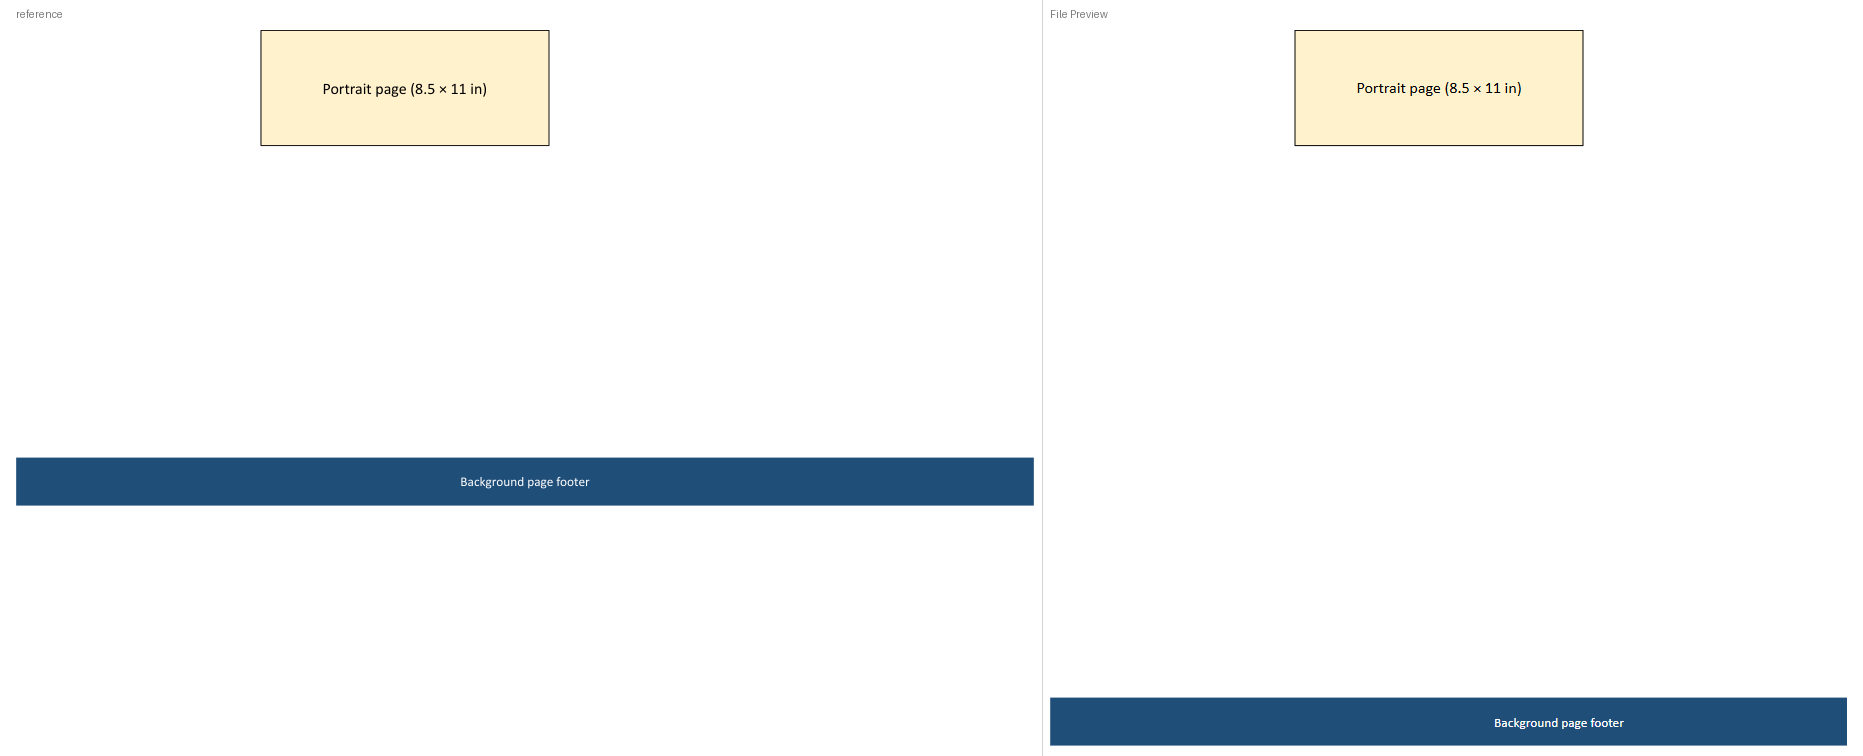 reference
File Preview
Portrait page (8.5 × 11 in)
Portrait page (8.5 × 11 in)
Background page footer
Background page footer